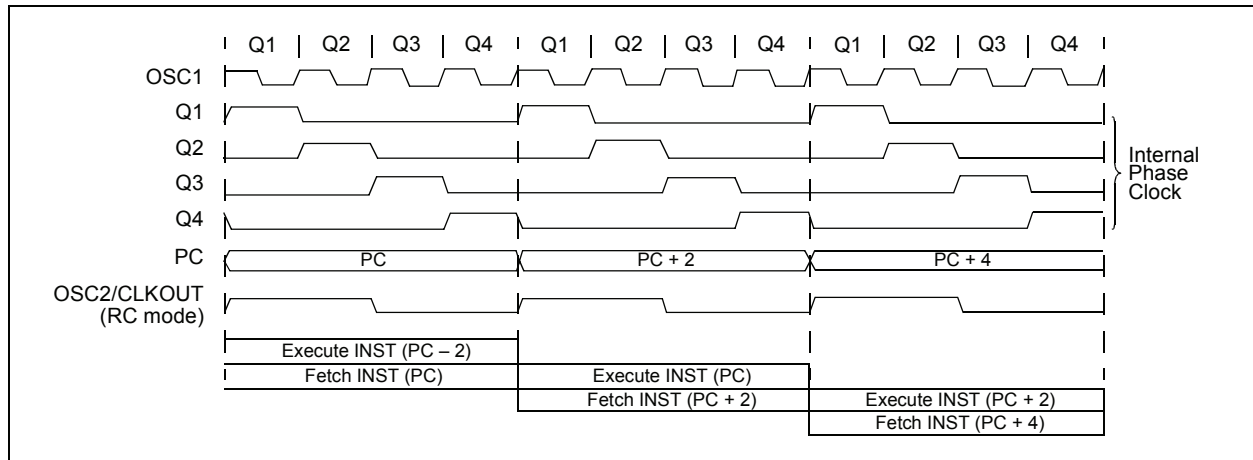 Q1 Q2 Q3 Q4 Q1 Q2 Q3 Q4 Q1 Q2 Q3 Q4
OSC1
Q1
Q2
Q3
Q4
Internal
Phase
Clock
PC PC PC + 2 PC + 4
OSC2/CLKOUT
(RC mode)
Execute INST (PC – 2)
Fetch INST (PC) Execute INST (PC)
Fetch INST (PC + 2) Execute INST (PC + 2)
Fetch INST (PC + 4)